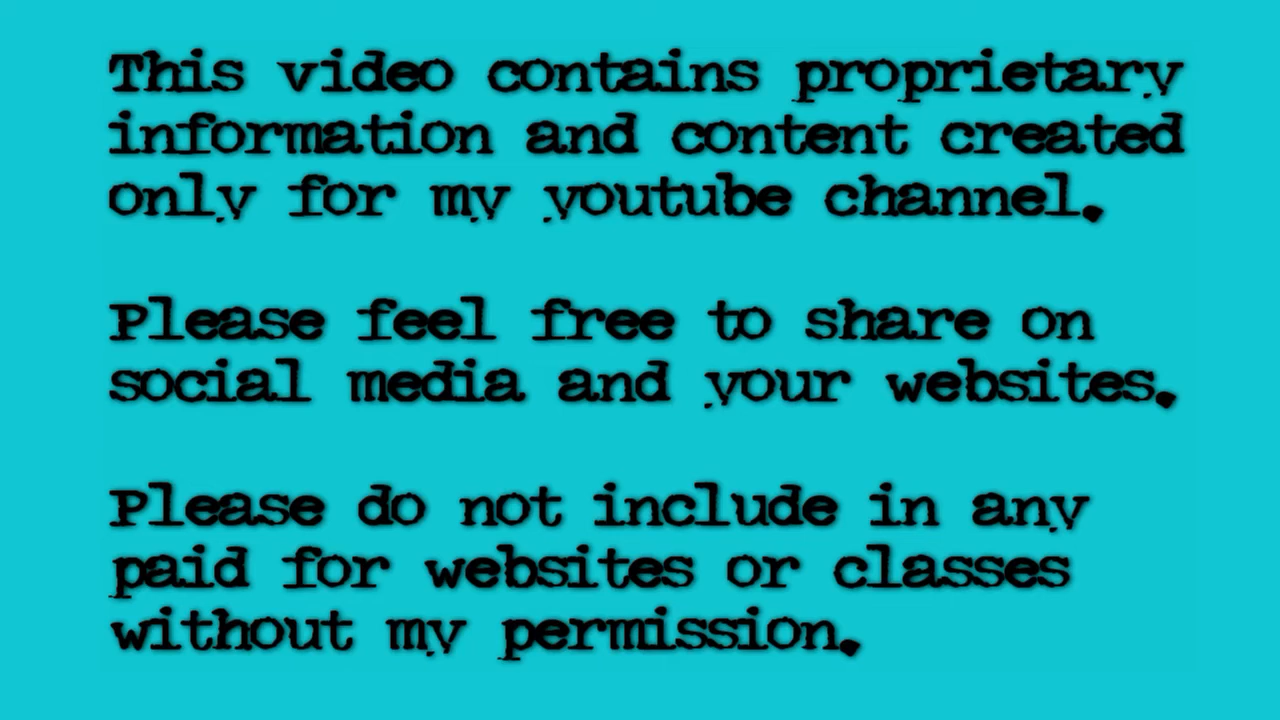 This video contains proprietary
information and content created
only for my youtube channel.
Please feel free to share on
social media and your websites.
Please do not include in any
paid for websites or classes
without my permission.